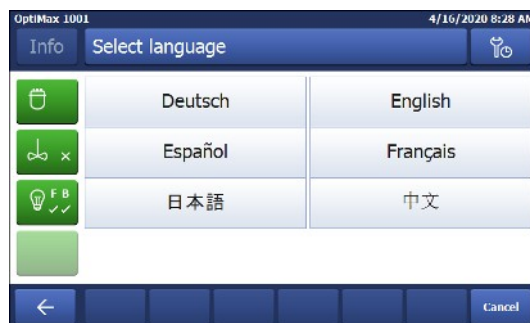 OptiMax 1001 4/16/2020 8:28 AM
Info Select language
Deutsch English
Español Français
F B
日本語 中文
Cancel